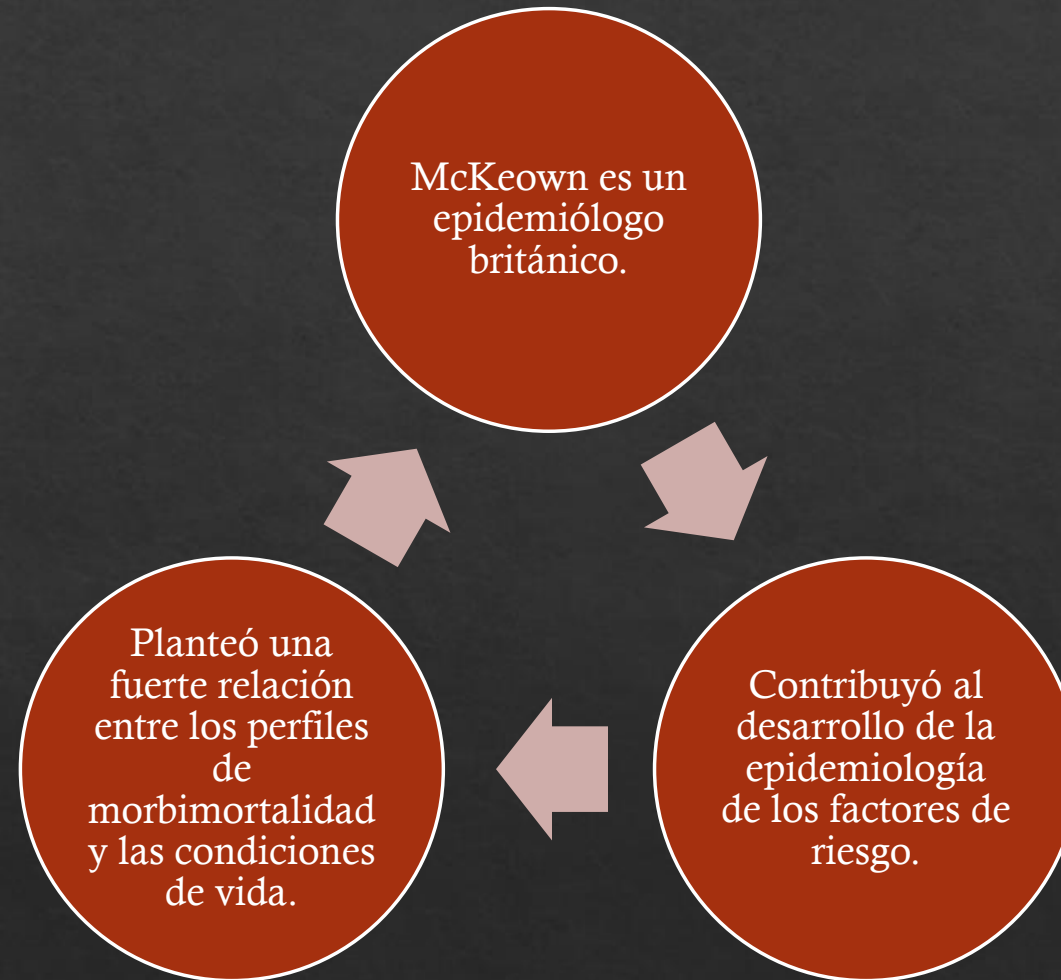 McKeown es un
epidemiólogo
británico.
Contribuyó al
desarrollo de la
epidemiología
de los factores de
riesgo.
Planteó una
fuerte relación
entre los perfiles
de
morbimortalidad
y las condiciones
de vida.